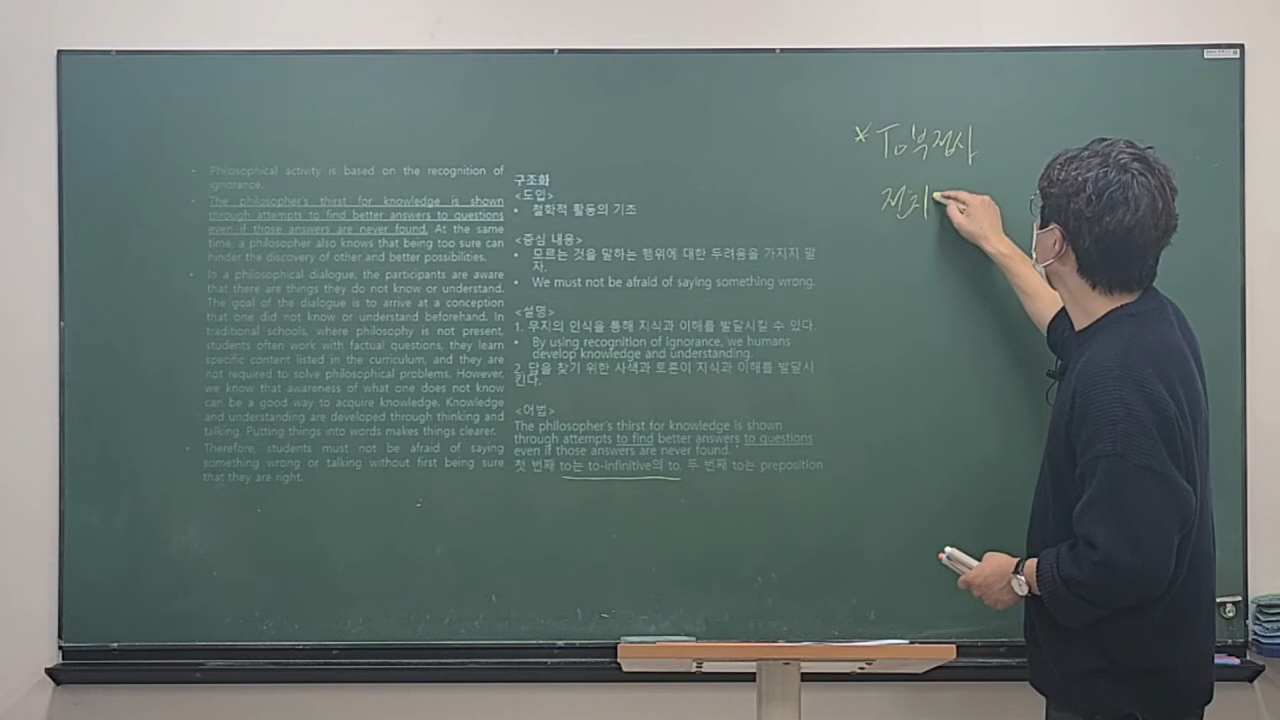 • Philosophical activity is based on the recognition of
ignorance.
• The philosopher's thirst for knowledge is shown
through attempts to find better answers to questions
even if those answers are never found. At the same
time, a philosopher also knows that being too sure can
hinder the discovery of other and better possibilities.
• In a philosophical dialogue, the participants are aware
that there are things they do not know or understand.
The goal of the dialogue is to arrive at a conception
that one did not know or understand beforehand. In
traditional schools, where philosophy is not present,
students often work with factual questions, they learn
specific content listed in the curriculum, and they are
not required to solve philosophical problems. However,
we know that awareness of what one does not know
can be a good way to acquire knowledge. Knowledge
and understanding are developed through thinking and
talking. Putting things into words makes things clearer.
• Therefore, students must not be afraid of saying
something wrong or talking without first being sure
that they are right.
구조화
<도입>
• 철학적 활동의 기조
<중심 내용>
• 모르는 것을 말하는 행위에 대한 두려움을 가지지 말
자.
• We must not be afraid of saying something wrong.
<설명>
1. 무지의 인식을 통해 지식과 이해를 발달시킬 수 있다.
• By using recognition of ignorance, we humans
develop knowledge and understanding.
2. 답을 찾기 위한 사색과 토론이 지식과 이해를 발달시
킨다.
<어법>
The philosopher's thirst for knowledge is shown
through attempts to find better answers to questions
even if those answers are never found.
첫 번째 to는 to-infinitive의 to, 두 번째 to는 preposition
* To부정사
전치